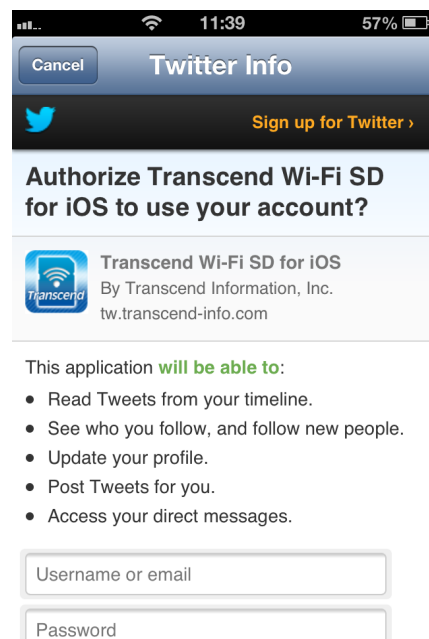 11:39 57%
Cancel Twitter Info
Sign up for Twitter ›
Authorize Transcend Wi-Fi SD
for iOS to use your account?
Transcend
Transcend Wi-Fi SD for iOS
By Transcend Information, Inc.
tw.transcend-info.com
This application will be able to:
• Read Tweets from your timeline.
• See who you follow, and follow new people.
• Update your profile.
• Post Tweets for you.
• Access your direct messages.
Username or email
Password